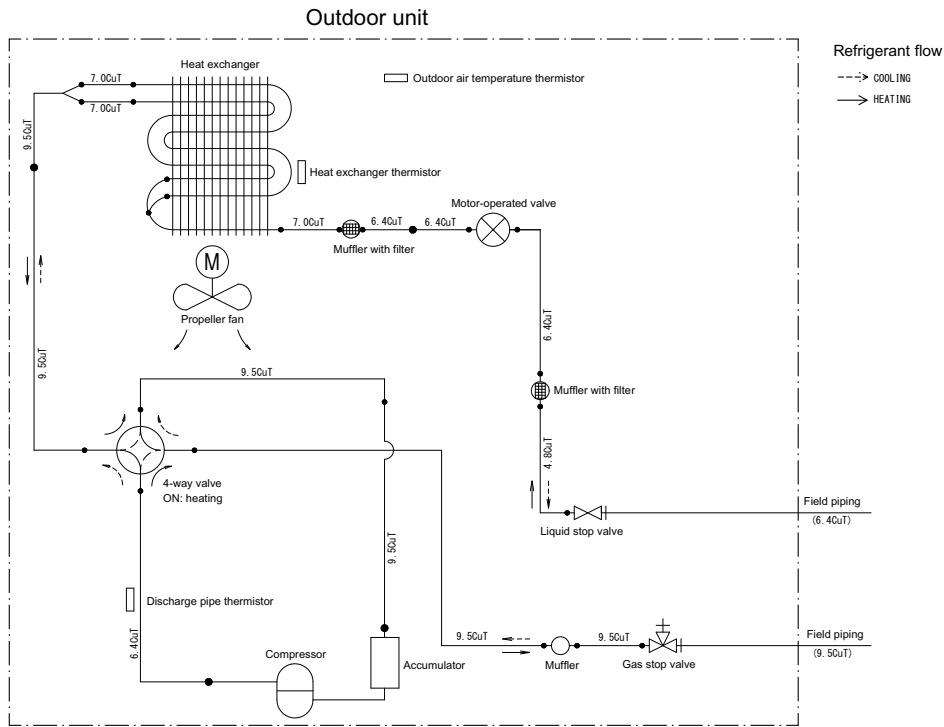 Outdoor unit
Refrigerant flow
COOLING
HEATING
Heat exchanger
Outdoor air temperature thermistor
7.0CuT
7.0CuT
9.5CuT
Heat exchanger thermistor
Motor-operated valve
7.0CuT
6.4CuT
6.4CuT
Muffler with filter
M
Propeller fan
6.4CuT
9.5CuT
9.5CuT
Muffler with filter
4.8CuT
4-way valve
ON: heating
Field piping
(6.4CuT)
Liquid stop valve
9.5CuT
Discharge pipe thermistor
6.4CuT
9.5CuT
9.5CuT
Field piping
(9.5CuT)
Compressor
Accumulator
Muffler
Gas stop valve